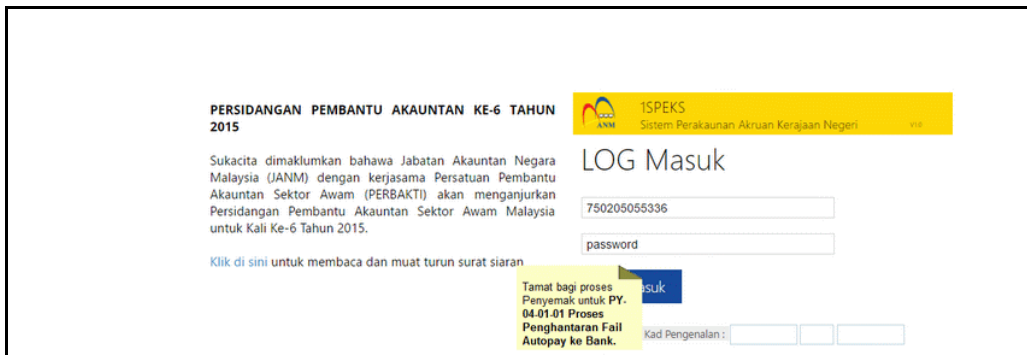 PERSIDANGAN PEMBANTU AKAUNTAN KE-6 TAHUN
2015
Sukacita dimaklumkan bahawa Jabatan Akauntan Negara
Malaysia (JANM) dengan kerjasama Persatuan Pembantu
Akauntan Sektor Awam (PERBAKTI) akan menganjurkan
Persidangan Pembantu Akauntan Sektor Awam Malaysia
untuk Kali Ke-6 Tahun 2015.
Klik di sini untuk membaca dan muat turun surat siaran
ANM
1SPEKS
Sistem Perakaunan Akruan Kerajaan Negeri
V1.0
LOG Masuk
750205055336
password
asuk
Tamat bagi proses
Penyemak untuk PY-
04-01-01 Proses
Penghantaran Fail
Autopay ke Bank.
Kad Pengenalan :